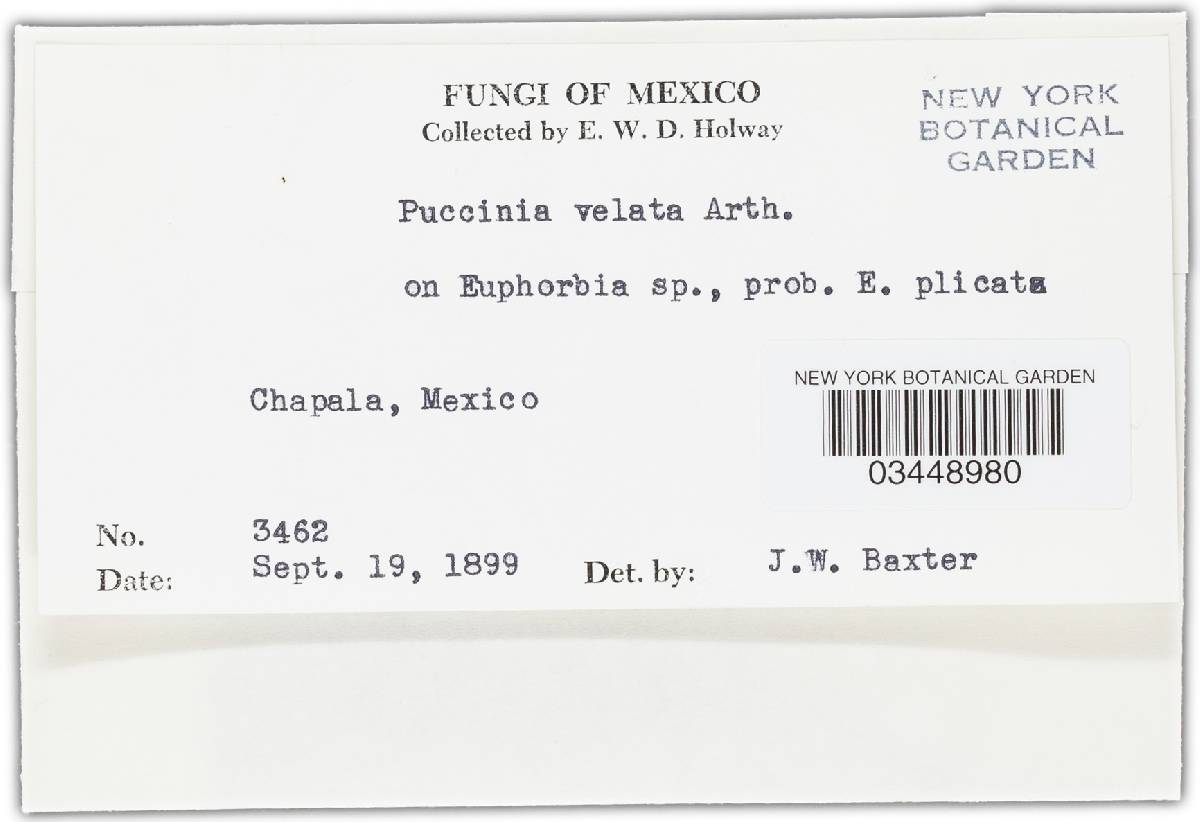 FUNGI OF MEXICO
Collected by E. W. D. Holway
NEW YORK
BOTANICAL
GARDEN
Puccinia velata Arth.
on Euphorbia sp., prob. E. plicata
Chapala, Mexico
NEW YORK BOTANICAL GARDEN
03448980
No. 3462
Date: Sept. 19, 1899
Det. by: J.W. Baxter